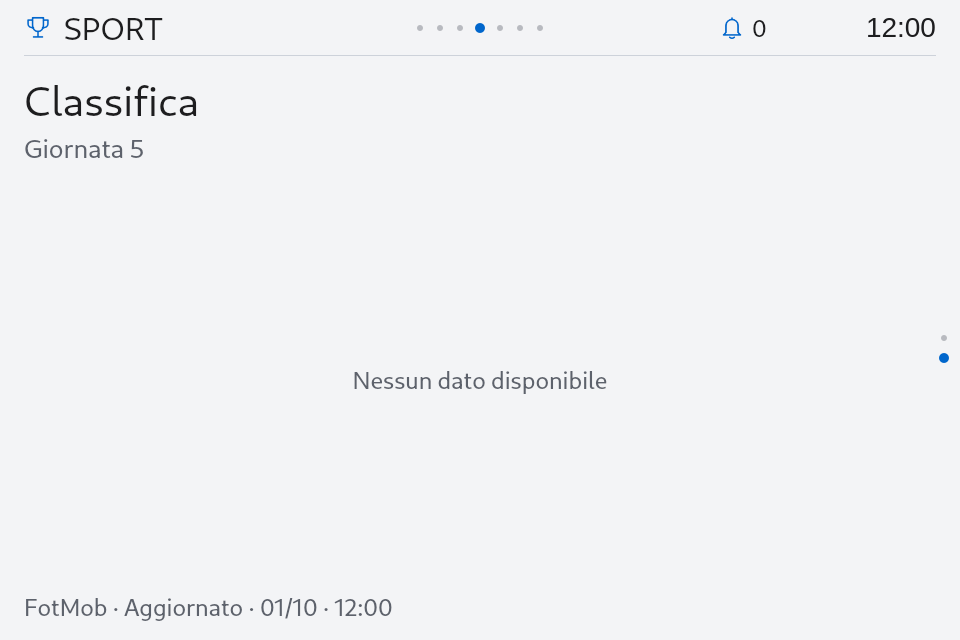 SPORT
0
12:00
Classifica
Giornata 5
Nessun dato disponibile
FotMob · Aggiornato · 01/10 · 12:00